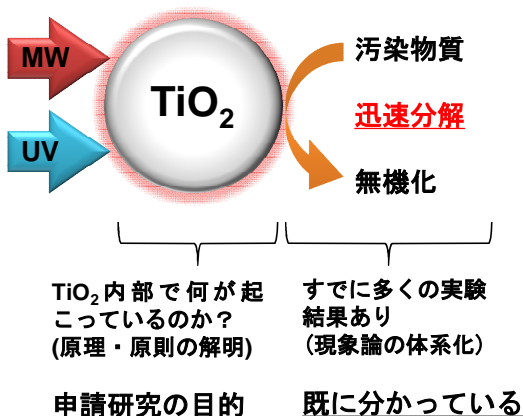 MW
UV
TiO2
汚染物質
迅速分解
無機化
TiO2内部で何が起
こっているのか？
(原理・原則の解明)
申請研究の目的
すでに多くの実験
結果あり
（現象論の体系化）
既に分かっている